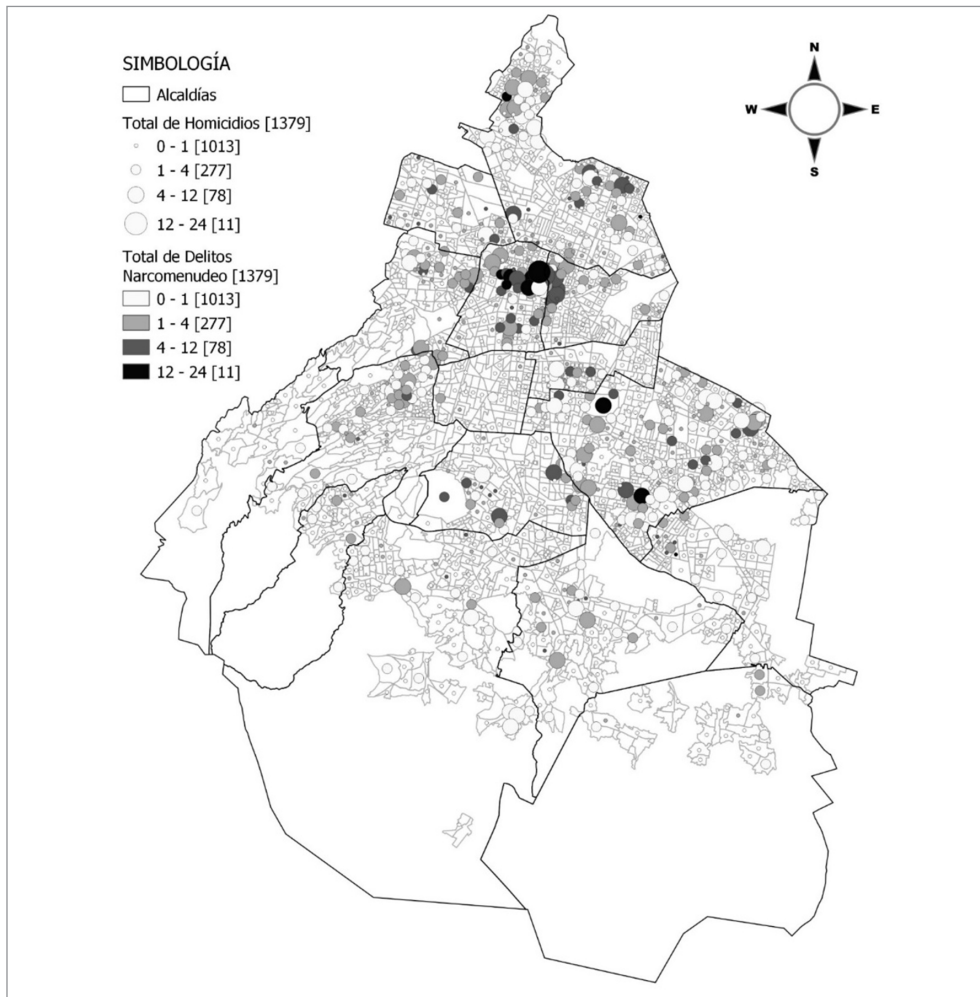 SIMBOLOGÍA
Alcaldías
Total de Homicidios [1379]
0 - 1 [1013]
1 - 4 [277]
4 - 12 [78]
12 - 24 [11]
Total de Delitos
Narcomenudeo [1379]
0 - 1 [1013]
1 - 4 [277]
4 - 12 [78]
12 - 24 [11]
N
W E
S